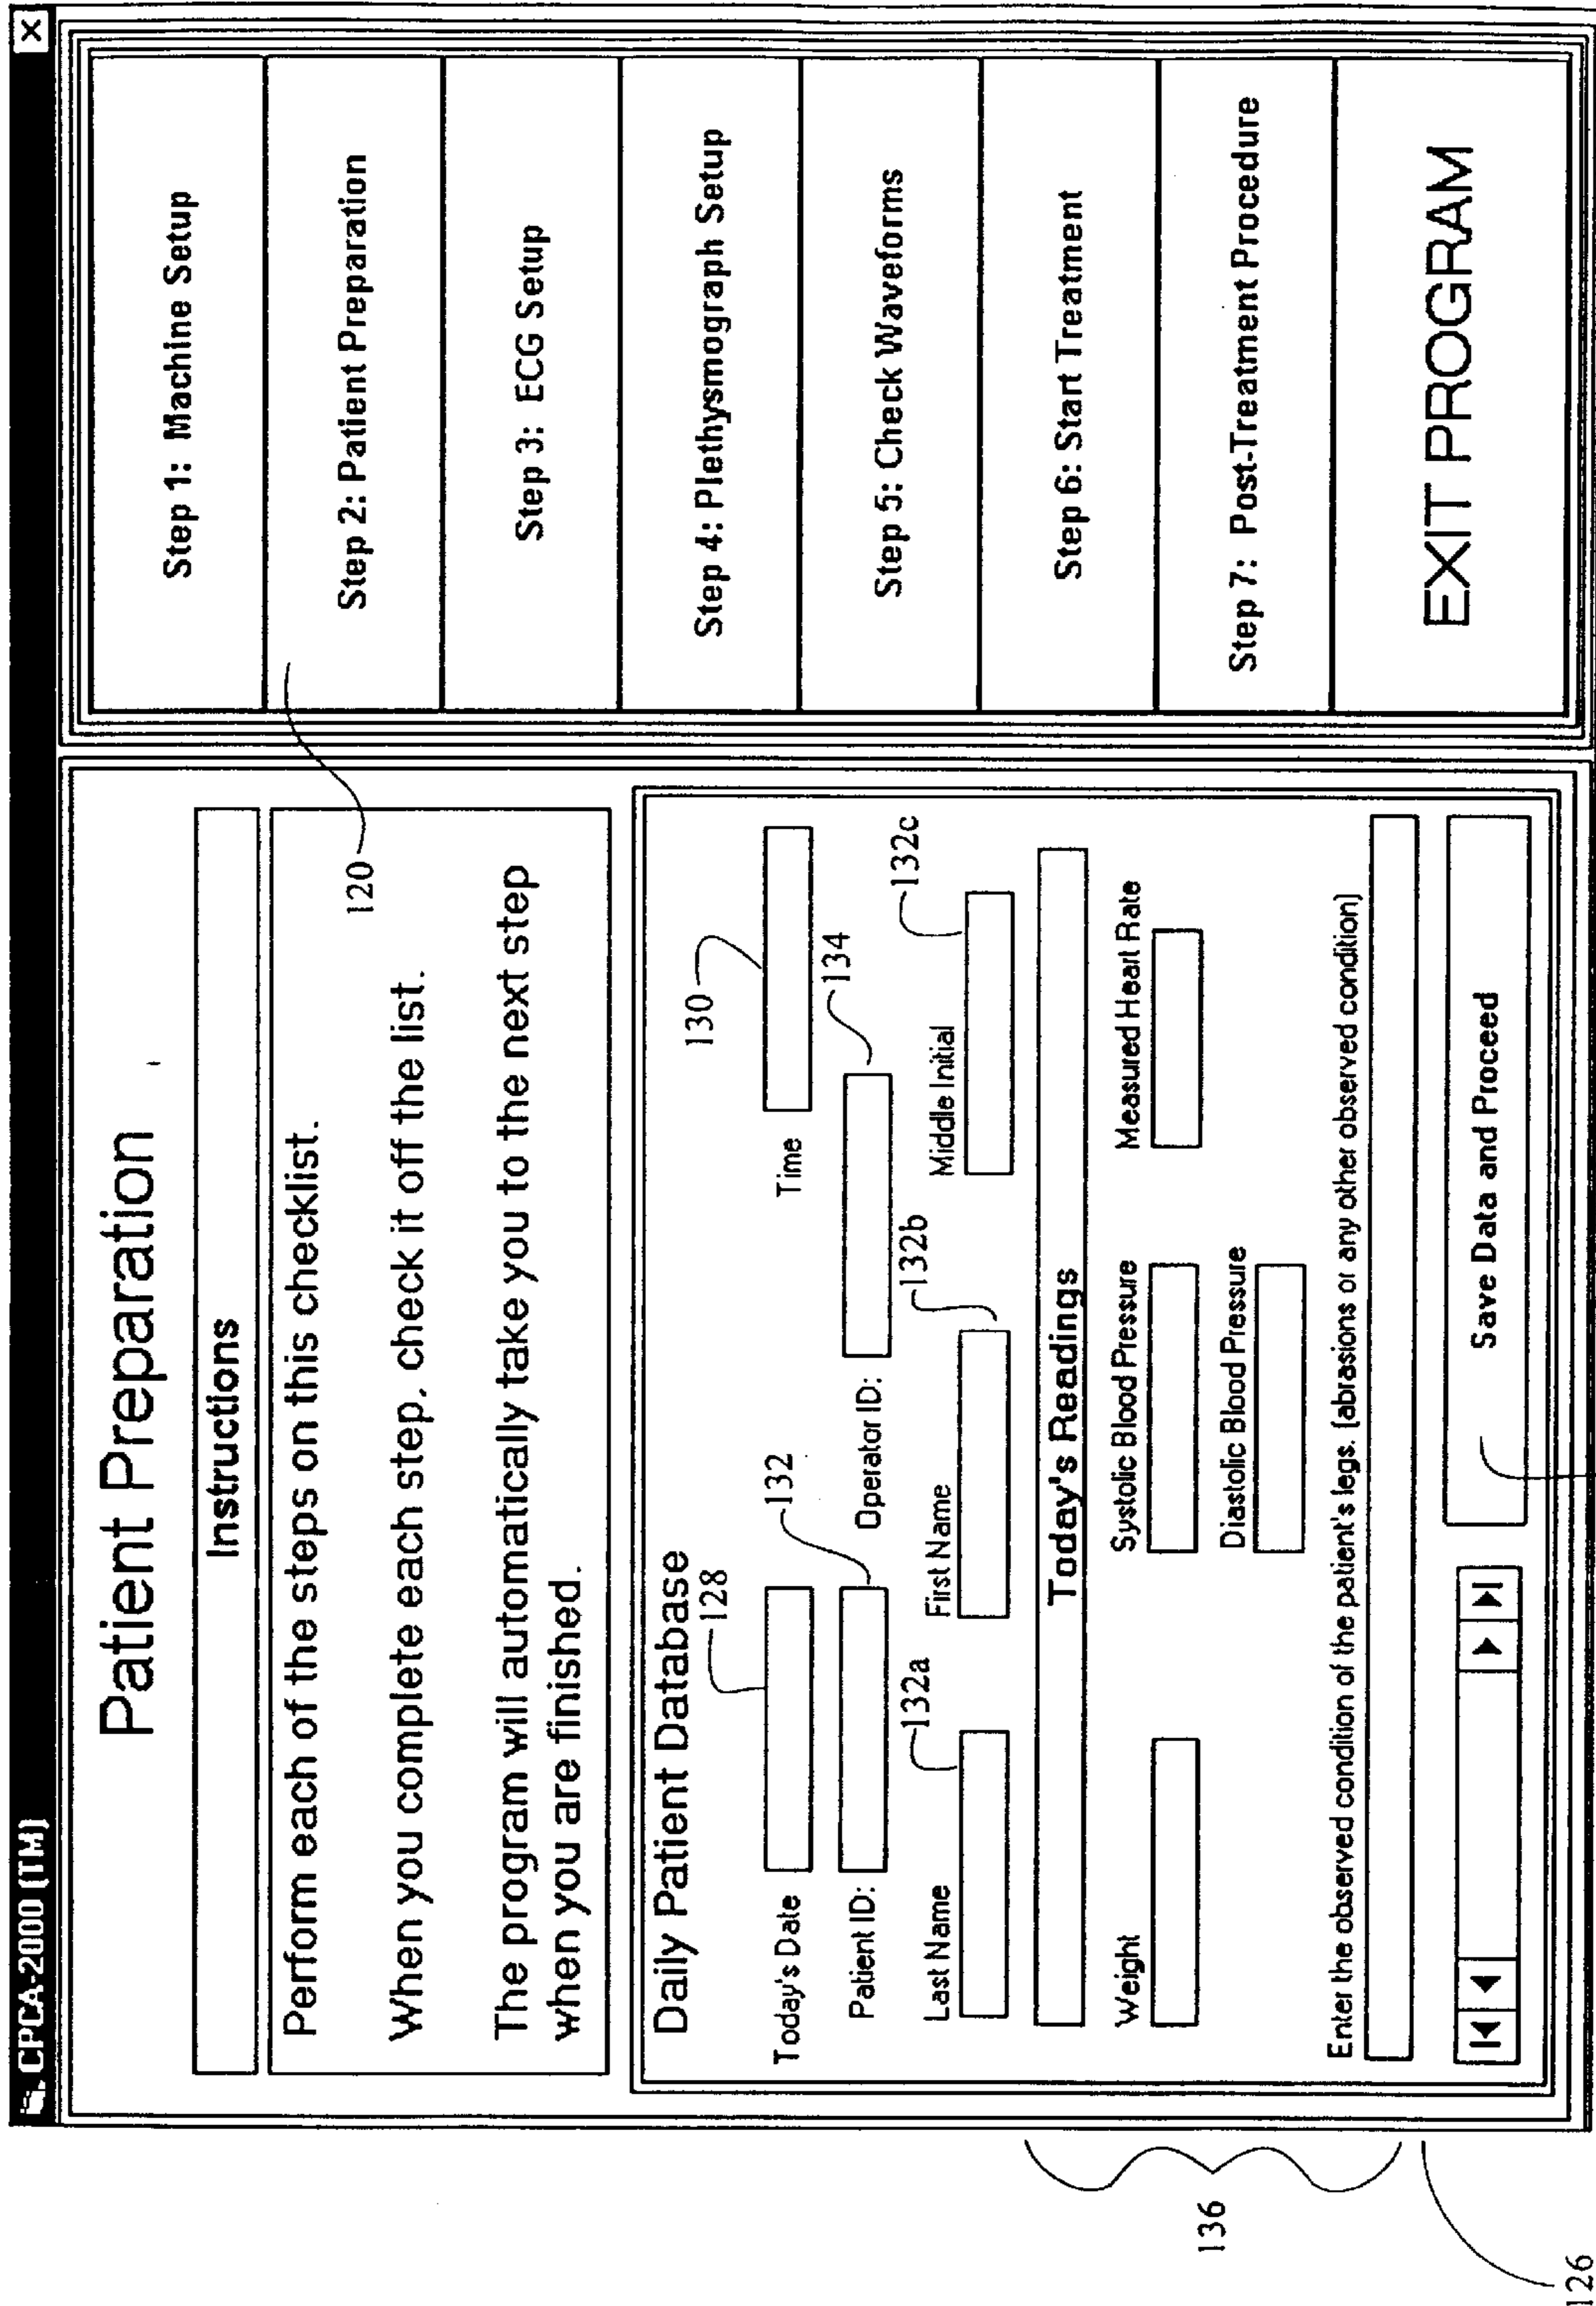 CPCA-2000 (TM)
X
Patient Preparation
Instructions
Perform each of the steps on this checklist.
When you complete each step, check it off the list.
The program will automatically take you to the next step
when you are finished.
120
Daily Patient Database
128
130
Today's Date
Time
132
134
Patient ID:
Operator ID:
132a
132b
132c
Last Name
First Name
Middle Initial
Today's Readings
Weight
Systolic Blood Pressure
Measured Heart Rate
Diastolic Blood Pressure
Enter the observed condition of the patient's legs. (abrasions or any other observed condition)
Save Data and Proceed
Step 1: Machine Setup
Step 2: Patient Preparation
Step 3: ECG Setup
Step 4: Plethysmograph Setup
Step 5: Check Waveforms
Step 6: Start Treatment
Step 7: Post-Treatment Procedure
EXIT PROGRAM
136
126